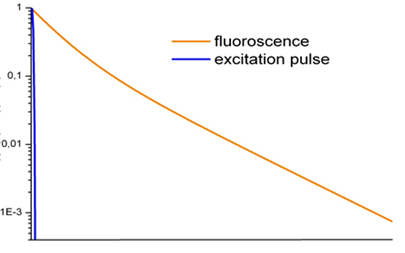 1
fluoroscence
excitation pulse
0,1
0,01
1E-3